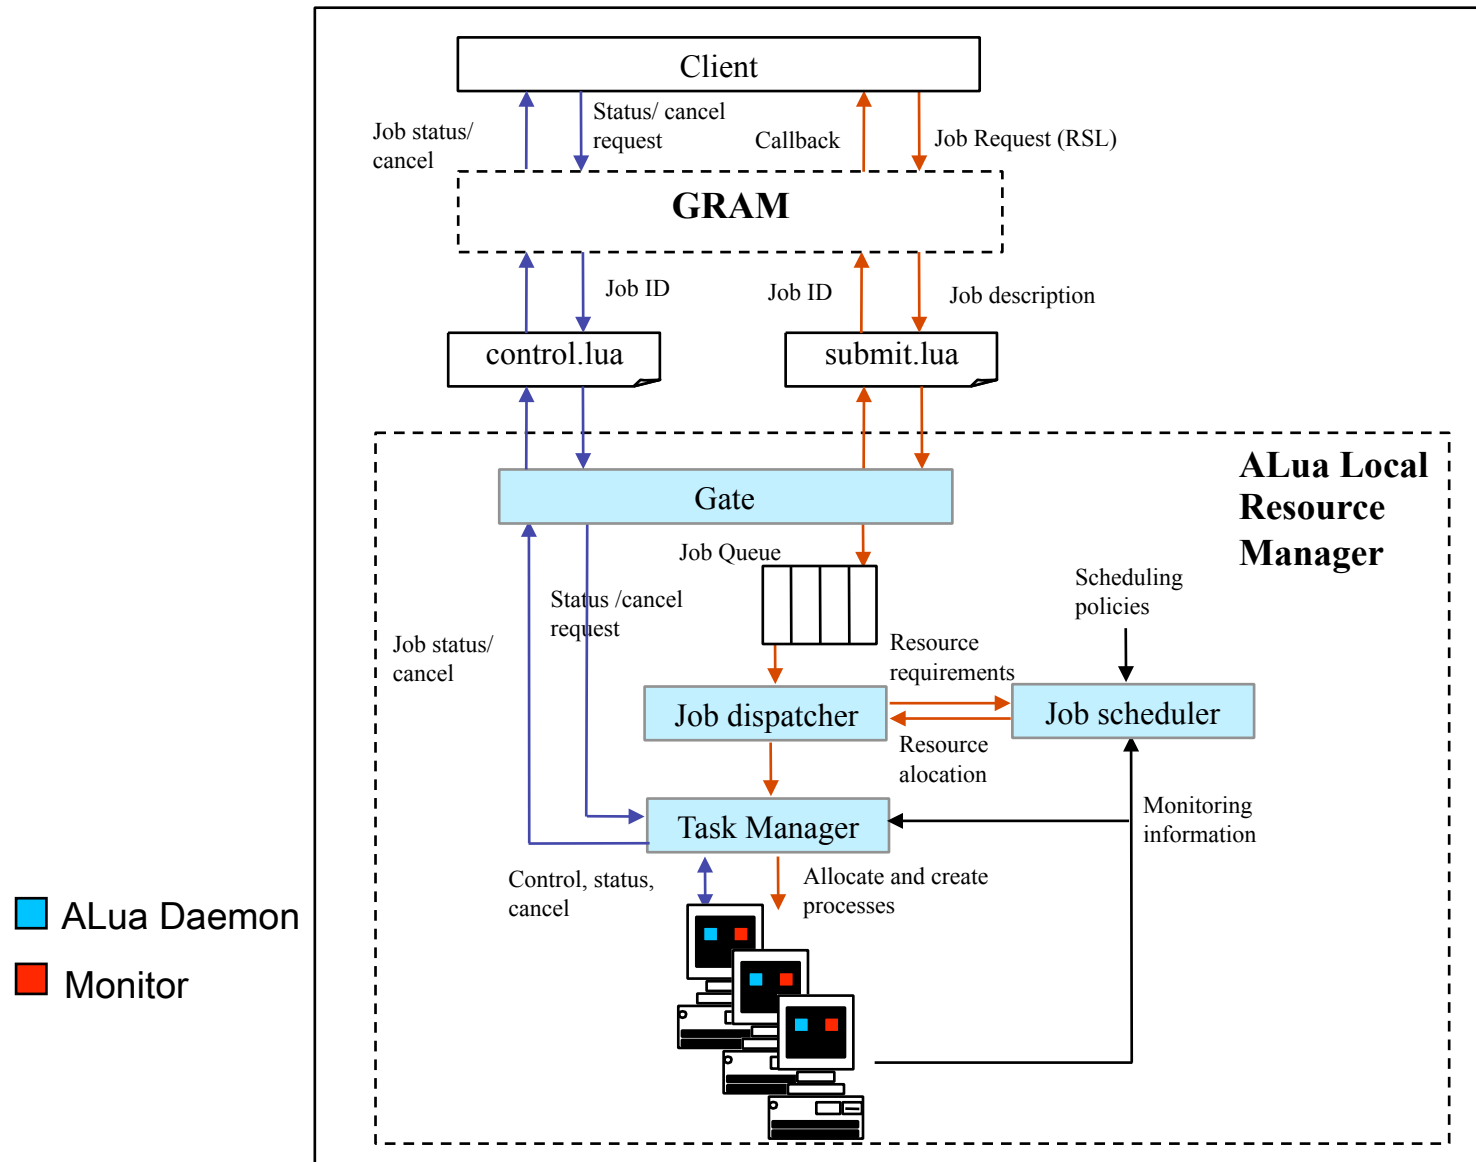 Client
Job status/
cancel
Status/ cancel
request
Callback
Job Request (RSL)
GRAM
Job ID
Job ID
Job description
control.lua
submit.lua
ALua Local
Resource
Manager
Gate
Job Queue
Scheduling
policies
Status /cancel
request
Job status/
cancel
Resource
requirements
Job dispatcher
Job scheduler
Resource
alocation
Task Manager
Monitoring
information
Control, status,
cancel
Allocate and create
processes
ALua Daemon
Monitor